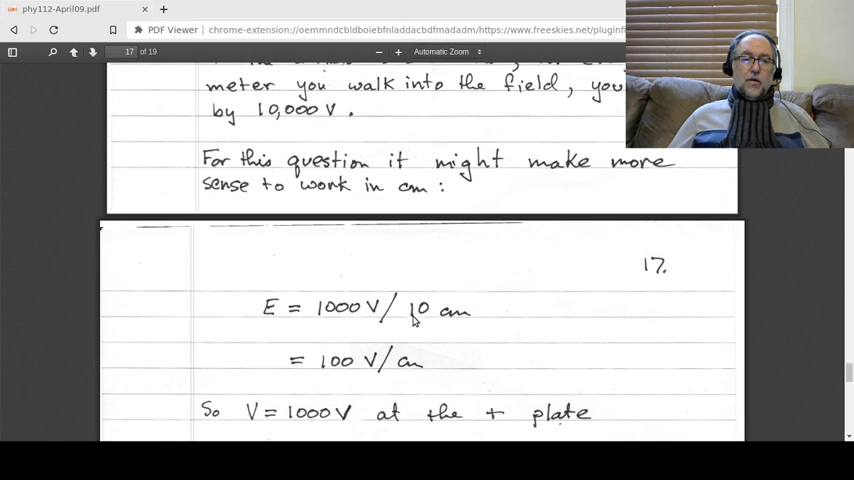 phy112-April09.pdf
PDF Viewer | chrome-extension://oemmndcbldboiebfnladdacbdfmadadm/https://www.freeskies.net/pluginfi
17 of 19
Automatic Zoom
meter you walk into the field, you
by 10,000 V.
For this question it might make more
sense to work in cm:
17.
E = 1000 V/ 10 cm
= 100 V/cm
So V = 1000 V at the + plate